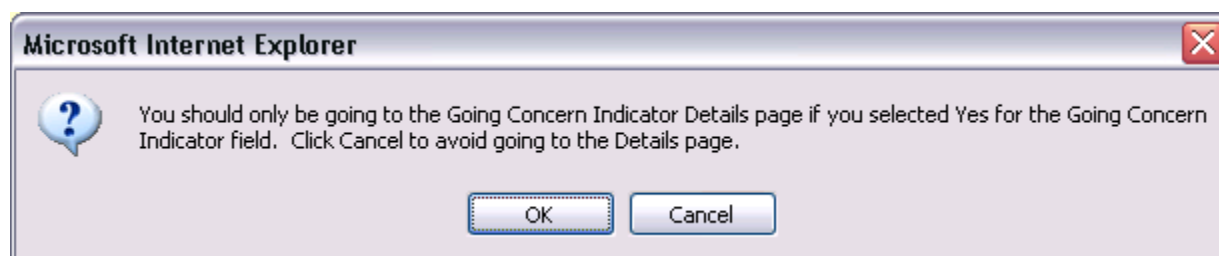 Microsoft Internet Explorer
You should only be going to the Going Concern Indicator Details page if you selected Yes for the Going Concern
Indicator field.  Click Cancel to avoid going to the Details page.
OK
Cancel